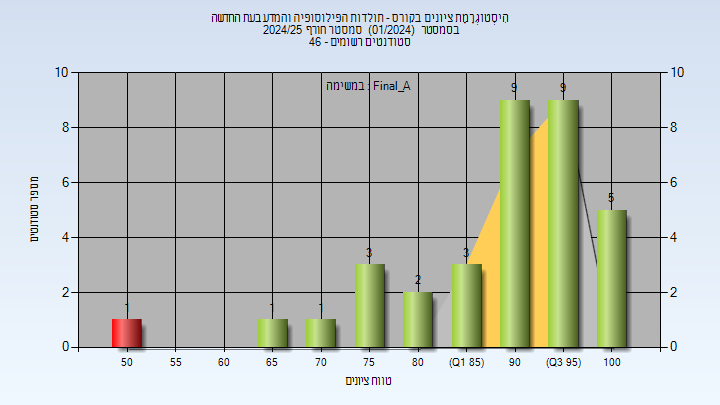 הִיסְטוֹגְרָמַת ציונים בקורס - תולדות הפילוסופיה והמדע בעת החדשה
בסמסטר (01/2024) סמסטר חורף 2024/25
סטודנטים רשומים - 46
במשימה : Final_A
10 10
9 9
8 8
6 6
5
4 4
3 3
2
2 2
1 1 1
0 0
50 55 60 65 70 75 80 (Q1 85) 90 (Q3 95) 100
מספר סטודנטים
טווח ציונים